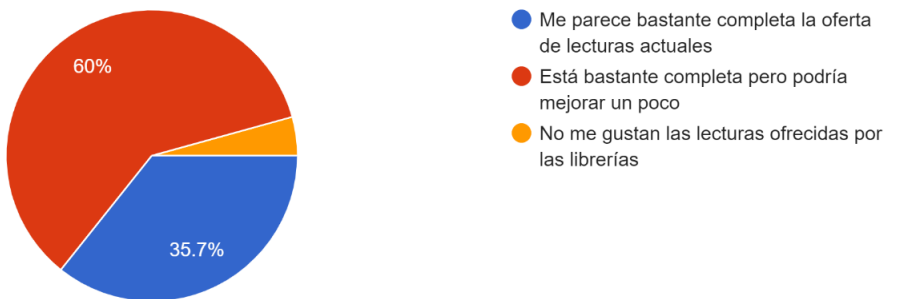 60%
35.7%
Me parece bastante completa la oferta
de lecturas actuales
Está bastante completa pero podría
mejorar un poco
No me gustan las lecturas ofrecidas por
las librerías